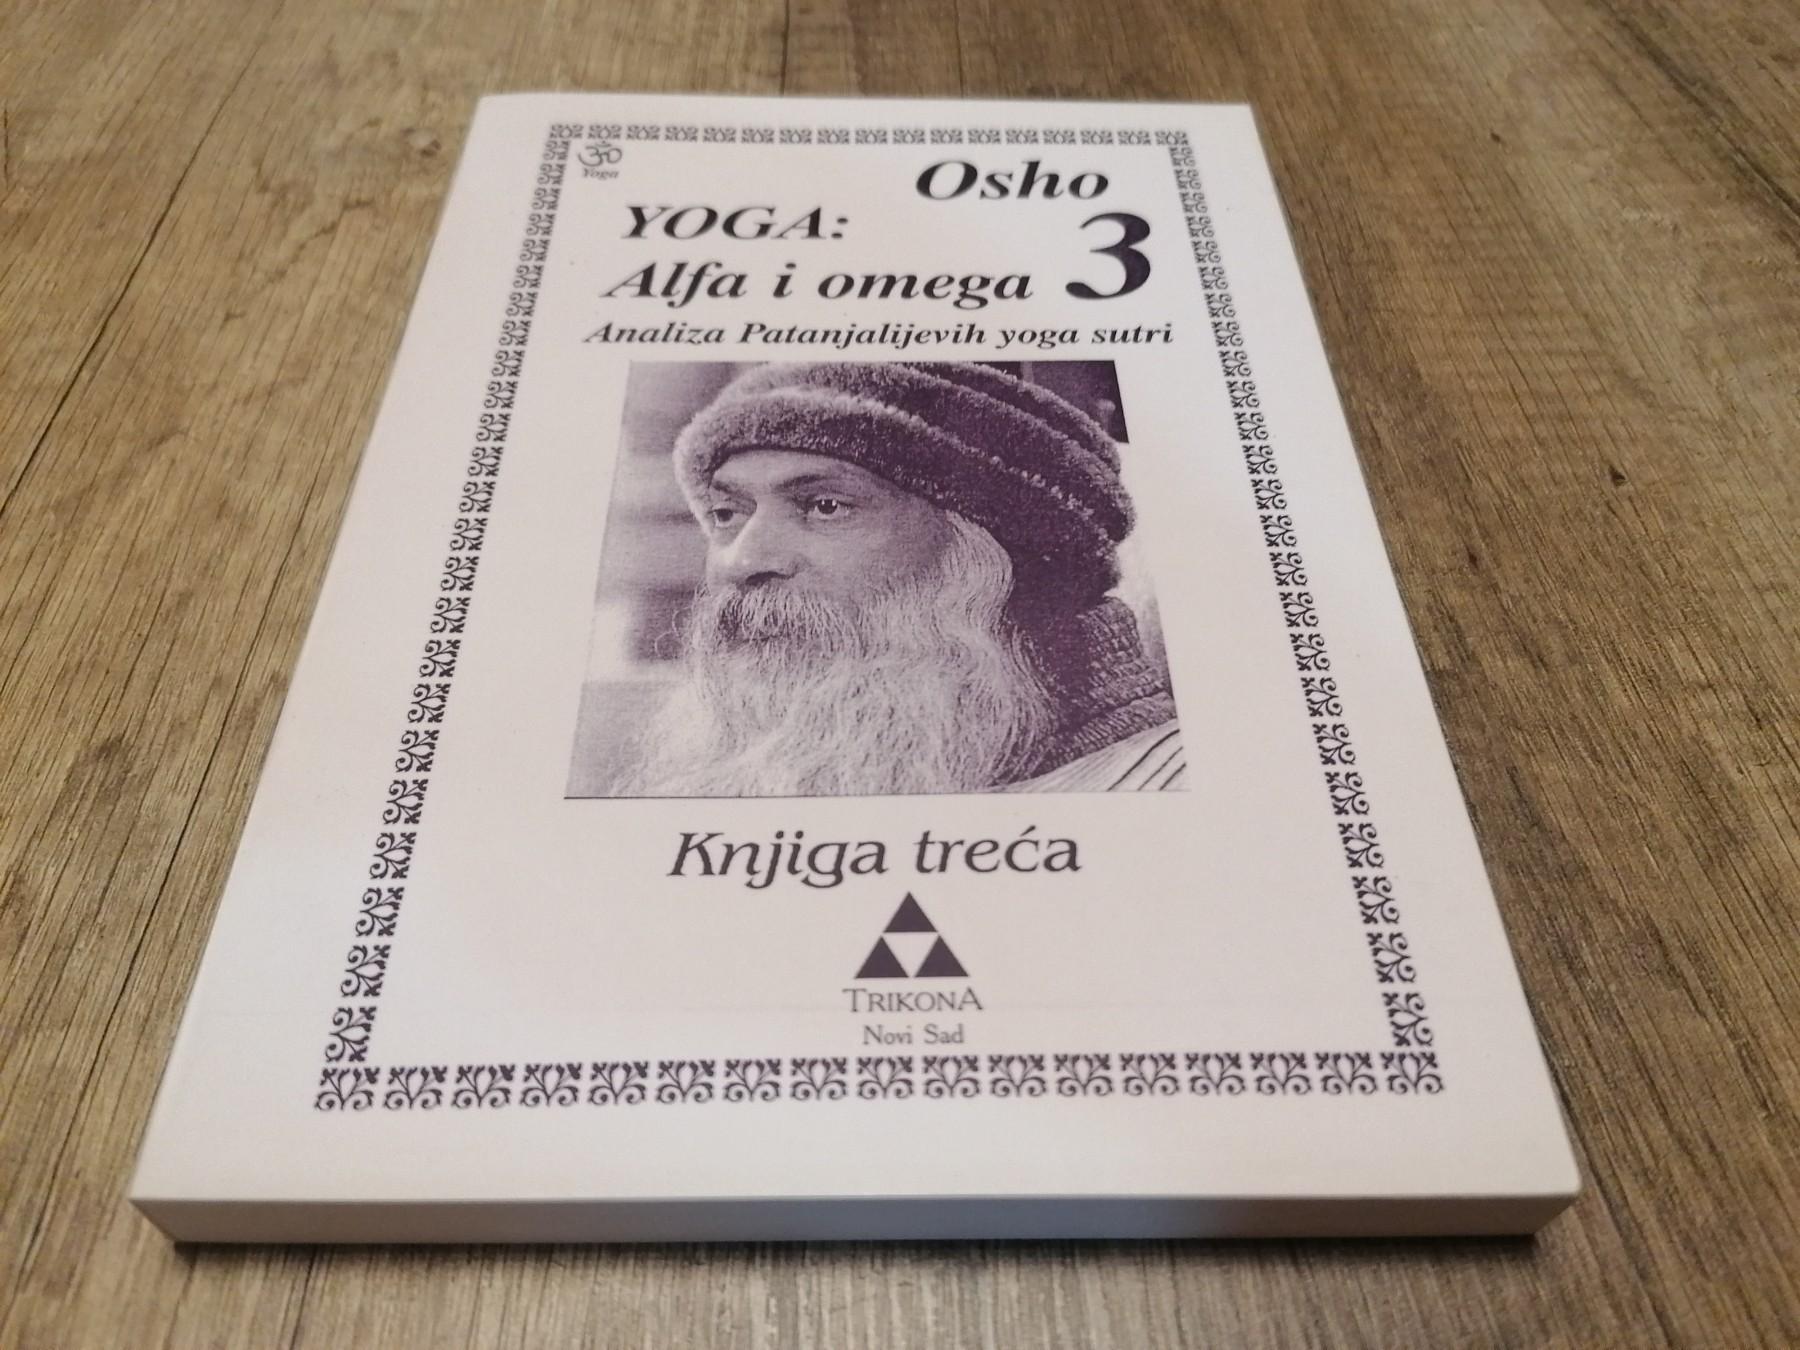 ॐ
Yoga
Osho
YOGA:
Alfa i omega 3
Analiza Patanjalijevih yoga sutri
Knjiga treća
TRIKONA
Novi Sad